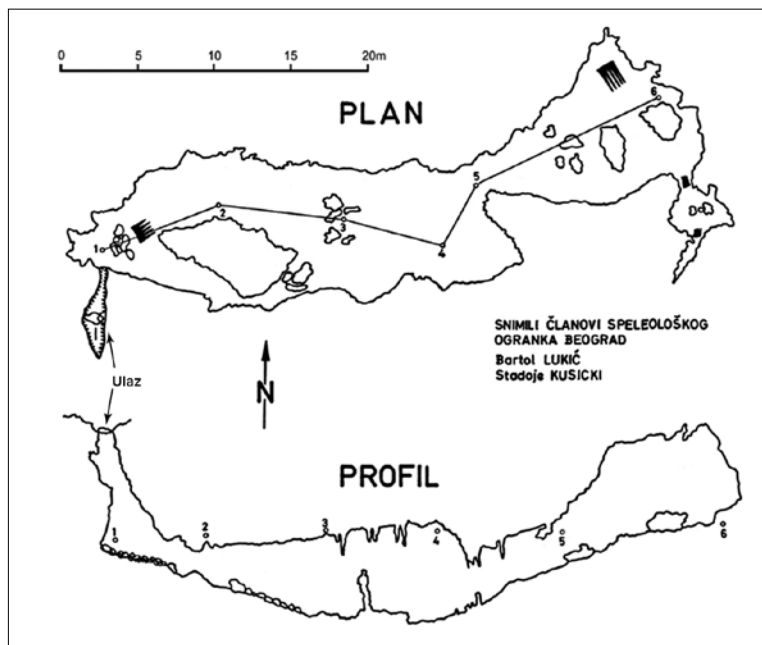 0 5 10 15 20m
PLAN
1
2
3
4
5
6
SNIMILI ČLANOVI SPELEOLOŠKOG
OGRANKA BEOGRAD
Bartol LUKIĆ
Stadoje KUSICKI
Ulaz
N
PROFIL
1
2
3
4
5
6